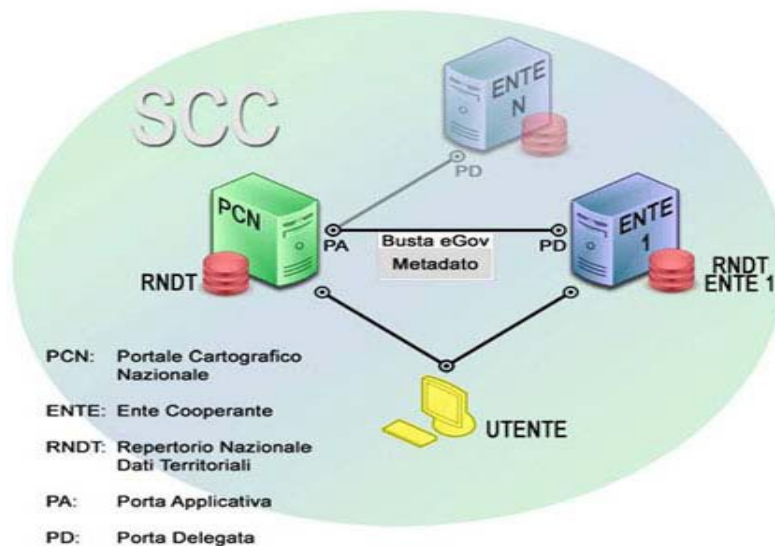 SCC
ENTE
N
PD
PCN
ENTE
1
PA
Busta eGov
PD
Metadato
RNDT
RNDT
ENTE 1
PCN: Portale Cartografico
Nazionale
ENTE: Ente Cooperante
UTENTE
RNDT: Repertorio Nazionale
Dati Territoriali
PA: Porta Applicativa
PD: Porta Delegata